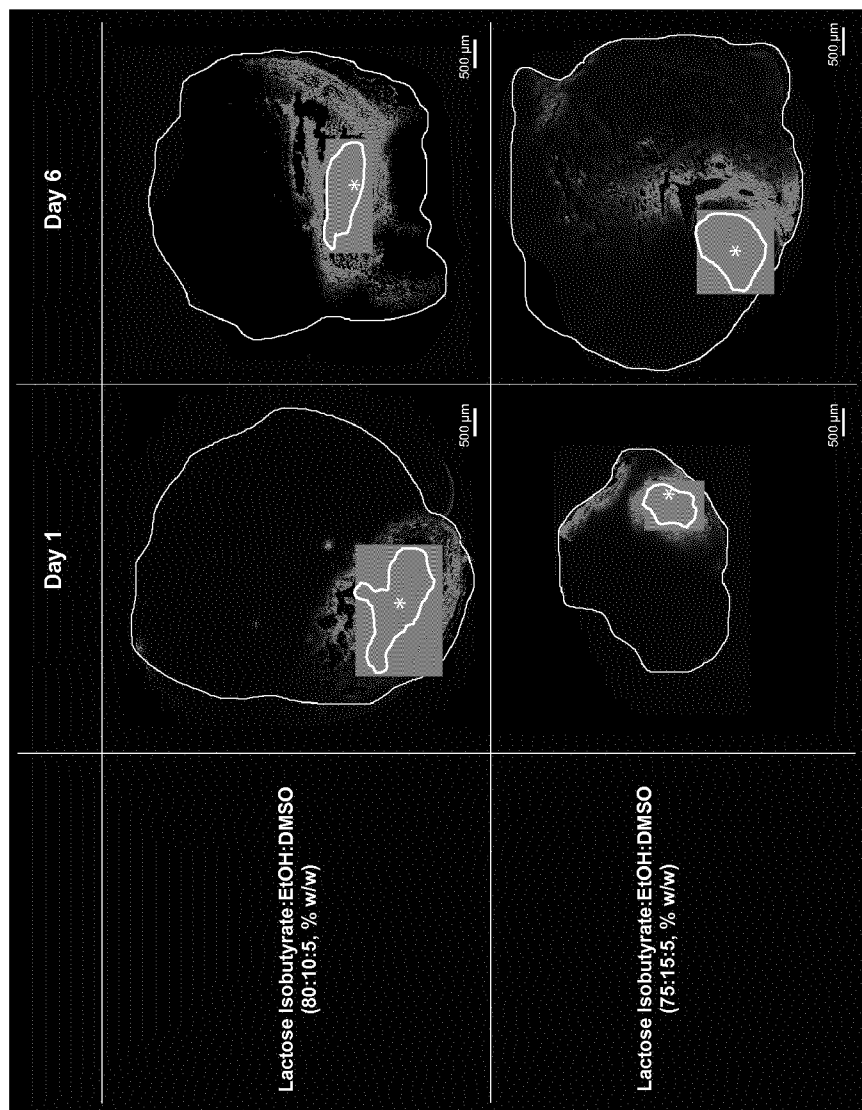 Day 1
Day 6
Lactose Isobutyrate:EtOH:DMSO
(80:10:5, % w/w)
*
500 µm
*
500 µm
Lactose Isobutyrate:EtOH:DMSO
(75:15:5, % w/w)
*
500 µm
*
500 µm